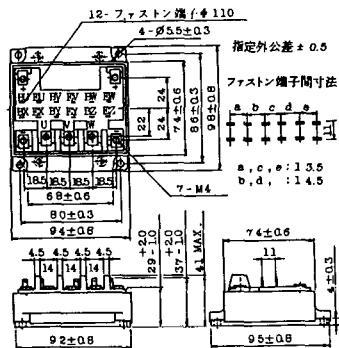 12-ファストン端子#110
4-Ø5.5±0.3
指定外公差 ± 0.5
ファストン端子間寸法
a b c d e
11
a, c, e : 13.5
b, d, : 14.5
U V W
24
22
24
74±0.6
86±0.3
98±0.8
18.5 18.5 18.5 18.5
68±0.6
80±0.3
94±0.8
7-M4
4.5 4.5 4.5 4.5
14 14 14
+2.0
29-1.0
+2.0
37-1.0
41 MAX.
92±0.8
74±0.6
11
4±0.3
95±0.8